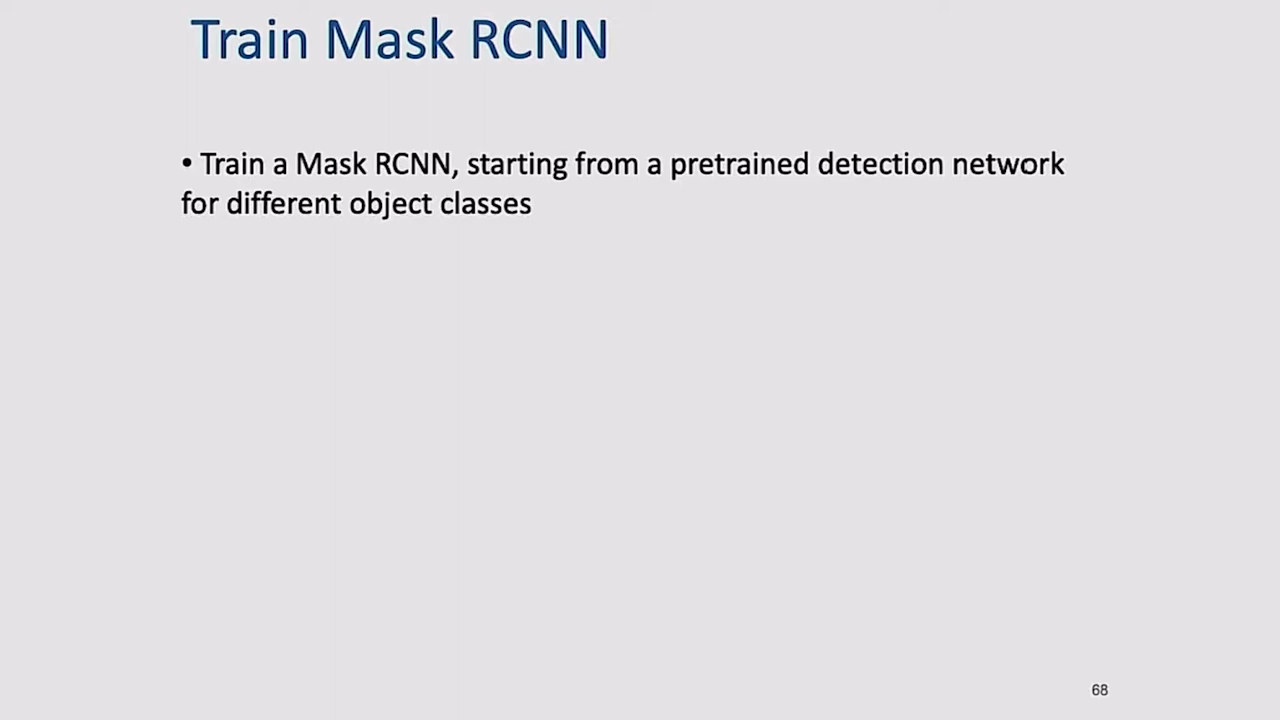 Train Mask RCNN
• Train a Mask RCNN, starting from a pretrained detection network
for different object classes
68